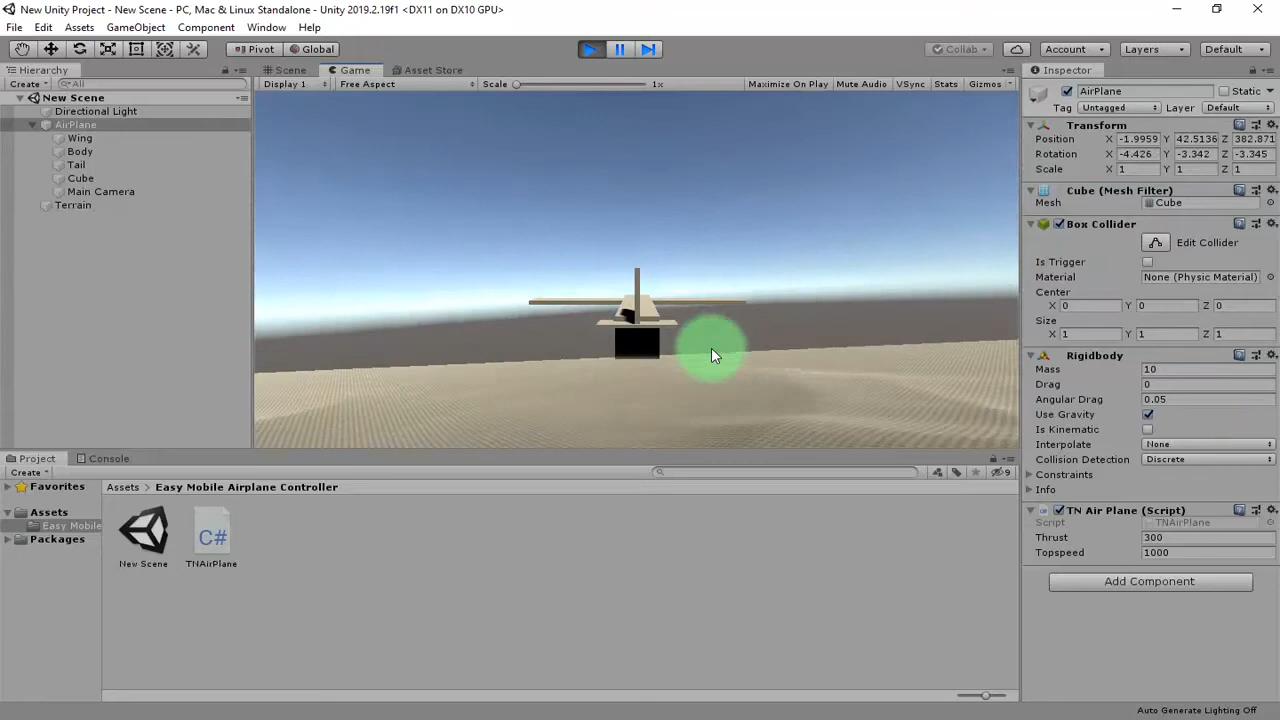 New Unity Project - New Scene - PC, Mac & Linux Standalone - Unity 2019.2.19f1 <DX11 on DX10 GPU>
File Edit Assets GameObject Component Window Help
Pivot Global Collab Account Layers Default
Hierarchy Scene Game Asset Store Inspector
Create All Display 1 Free Aspect Scale 1x Maximize On Play Mute Audio VSync Stats Gizmos
New Scene
Directional Light
AirPlane
Wing
Body
Tail
Cube
Main Camera
Terrain
AirPlane Static
Tag Untagged Layer Default
Transform
Position X -1.9959 Y 42.5136 Z 382.871
Rotation X -4.426 Y -3.342 Z -3.345
Scale X 1 Y 1 Z 1
Cube (Mesh Filter)
Mesh Cube
Box Collider
Edit Collider
Is Trigger
Material None (Physic Material)
Center
X 0 Y 0 Z 0
Size
X 1 Y 1 Z 1
Rigidbody
Mass 10
Drag 0
Angular Drag 0.05
Use Gravity
Is Kinematic
Interpolate None
Collision Detection Discrete
Constraints
Info
TN Air Plane (Script)
Script TNAirPlane
Thrust 300
Topspeed 1000
Add Component
Project Console
Create 9
Favorites
Assets
Easy Mobile
Packages
Assets > Easy Mobile Airplane Controller
C#
New Scene TNAirPlane
Auto Generate Lighting Off